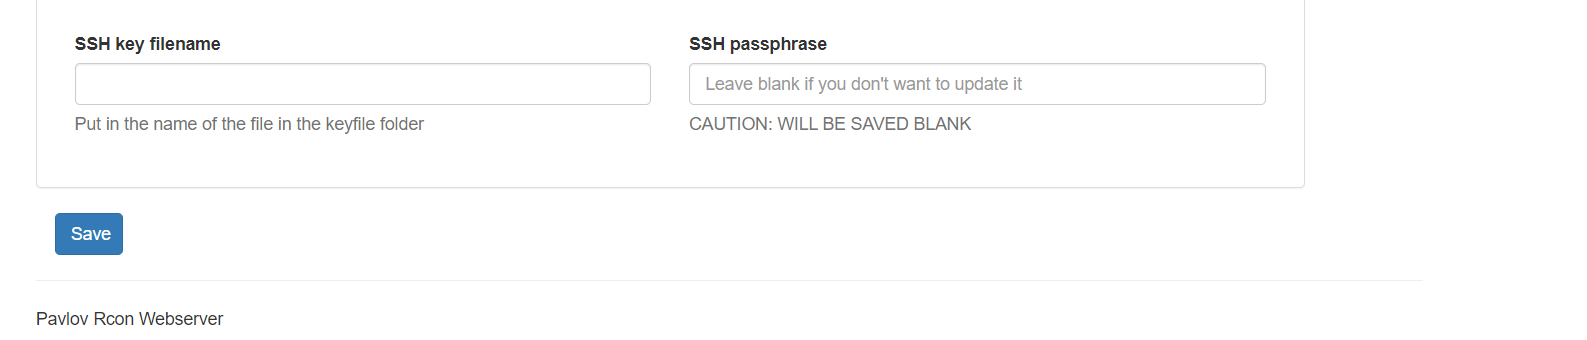 SSH key filename
SSH passphrase
Leave blank if you don't want to update it
Put in the name of the file in the keyfile folder
CAUTION: WILL BE SAVED BLANK
Save
Pavlov Rcon Webserver